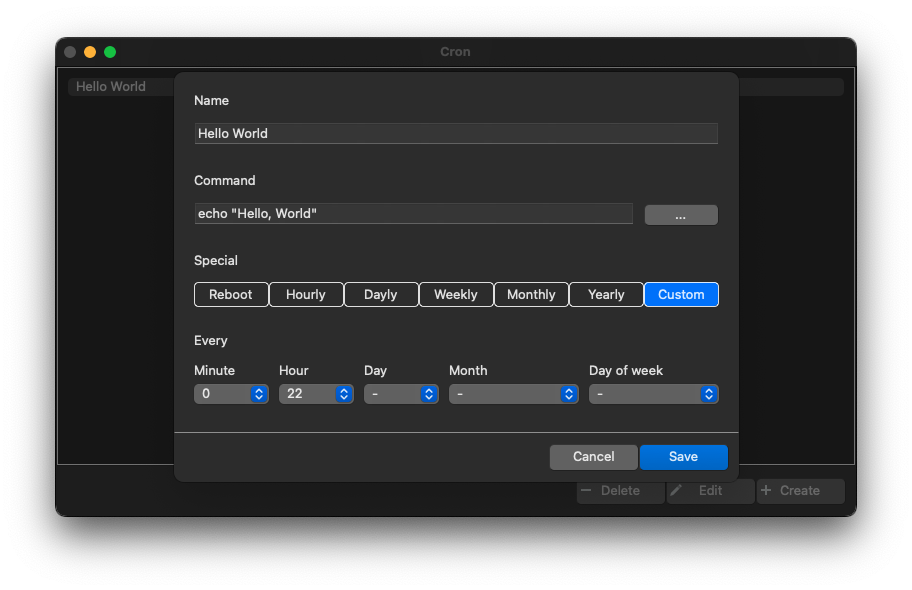 Cron
Hello World
Name
Hello World
Command
echo "Hello, World"
...
Special
Reboot Hourly Dayly Weekly Monthly Yearly Custom
Every
Minute Hour Day Month Day of week
0 22 - - -
Cancel Save
Delete Edit Create